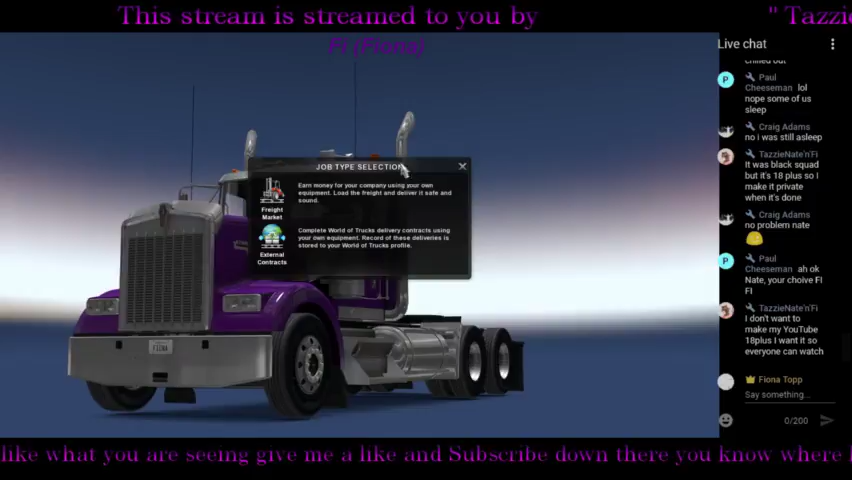 This stream is streamed to you by
" Tazzie
Fi (Fiona)
JOB TYPE SELECTION
Earn money for your company using your own
equipment. Load the freight and deliver it safe and
sound.
Freight
Market
Complete World of Trucks delivery contracts using
your own equipment. Record of these deliveries is
stored to your World of Trucks profile.
External
Contracts
FIONA
Live chat
chilled out
P
Paul
Cheeseman lol
nope some of us
sleep
Craig Adams
no i was still asleep
TazzieNate'n'Fi
It was black squad
but it's 18 plus so I
make it private
when it's done
Craig Adams
no problem nate
P
Paul
Cheeseman ah ok
Nate, your choive FI
FI
TazzieNate'n'Fi
I don't want to
make my YouTube
18plus I want it so
everyone can watch
Fiona Topp
Say something...
0/200
like what you are seeing give me a like and Subscribe down there you know where